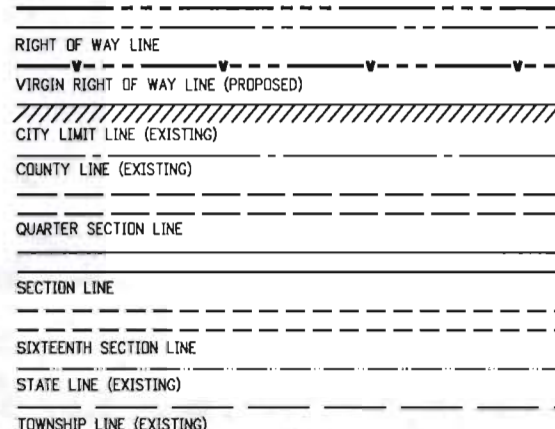 RIGHT OF WAY LINE
V V V V
VIRGIN RIGHT OF WAY LINE (PROPOSED)
CITY LIMIT LINE (EXISTING)
COUNTY LINE (EXISTING)
QUARTER SECTION LINE
SECTION LINE
SIXTEENTH SECTION LINE
STATE LINE (EXISTING)
TOWNSHIP LINE (EXISTING)